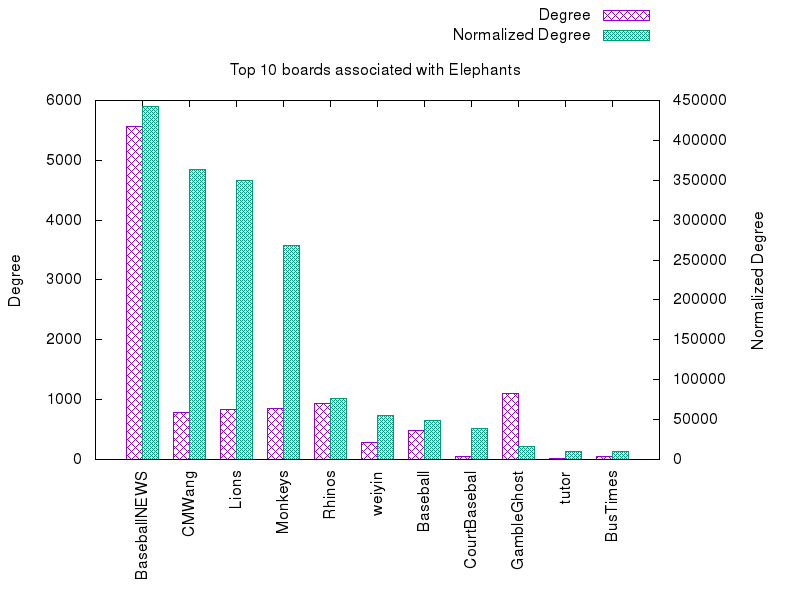 Degree
Normalized Degree
Top 10 boards associated with Elephants
6000
5000
4000
3000
2000
1000
0
Degree
450000
400000
350000
300000
250000
200000
150000
100000
50000
0
Normalized Degree
BaseballNEWS
CMWang
Lions
Monkeys
Rhinos
weiyin
Baseball
CourtBasebal
GambleGhost
tutor
BusTimes